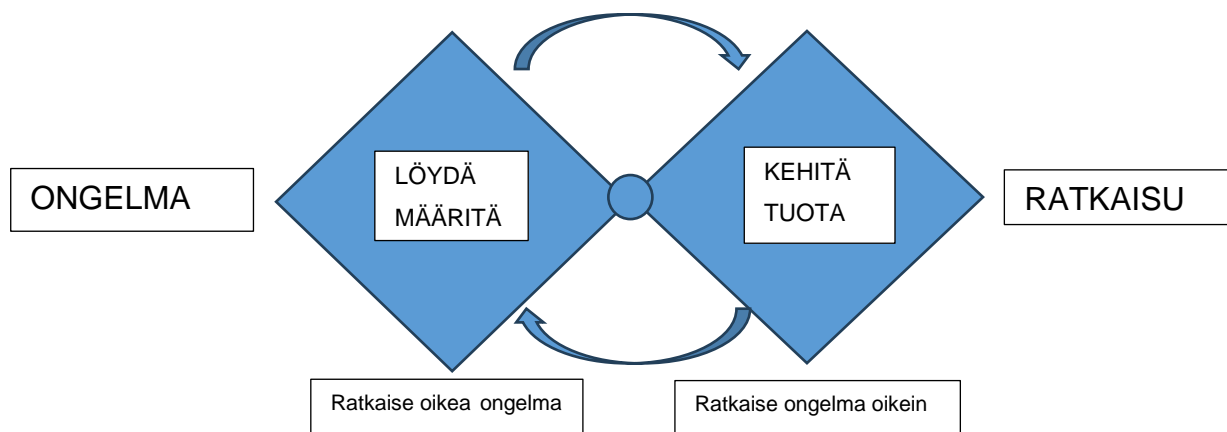 ONGELMA
LÖYDÄ
MÄÄRITÄ
KEHITÄ
TUOTA
RATKAISU
Ratkaise oikea ongelma
Ratkaise ongelma oikein